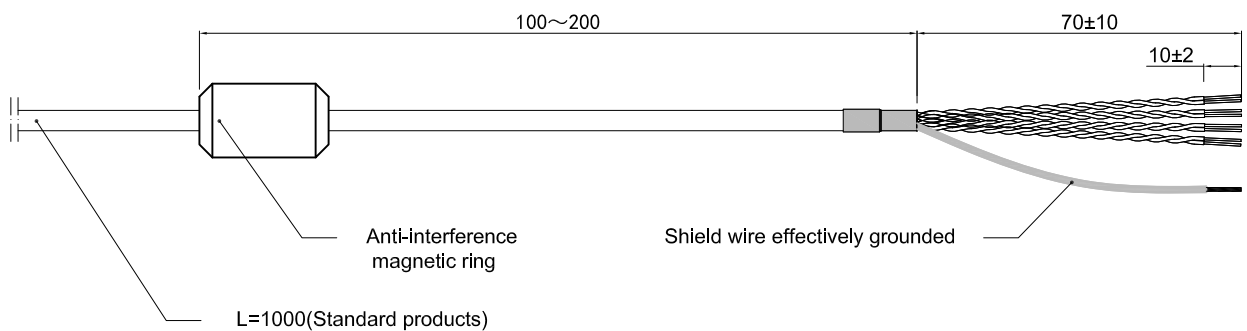 100～200
70±10
10±2
Anti-interference
magnetic ring
Shield wire effectively grounded
L=1000(Standard products)